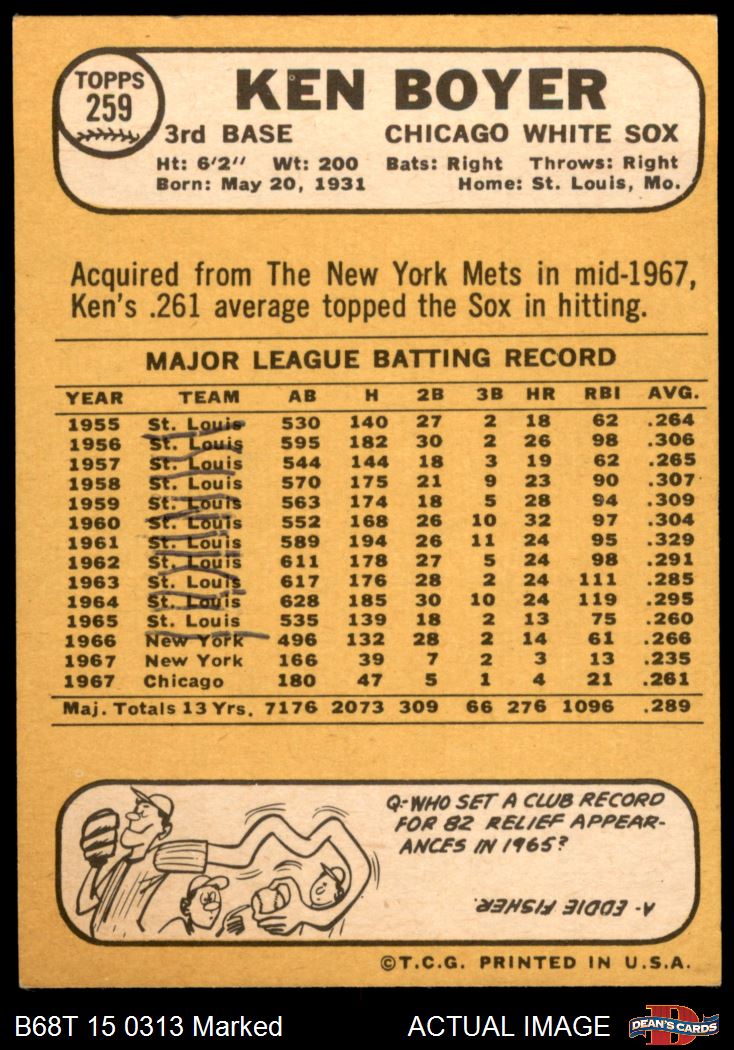 TOPPS
259
KEN BOYER
3rd BASE CHICAGO WHITE SOX
Ht: 6'2" Wt: 200 Bats: Right Throws: Right
Born: May 20, 1931 Home: St. Louis, Mo.
Acquired from The New York Mets in mid-1967,
Ken's .261 average topped the Sox in hitting.
MAJOR LEAGUE BATTING RECORD
YEAR TEAM AB H 2B 3B HR RBI AVG.
1955 St. Louis 530 140 27 2 18 62 .264
1956 St. Louis 595 182 30 2 26 98 .306
1957 St. Louis 544 144 18 3 19 62 .265
1958 St. Louis 570 175 21 9 23 90 .307
1959 St. Louis 563 174 18 5 28 94 .309
1960 St. Louis 552 168 26 10 32 97 .304
1961 St. Louis 589 194 26 11 24 95 .329
1962 St. Louis 611 178 27 5 24 98 .291
1963 St. Louis 617 176 28 2 24 111 .285
1964 St. Louis 628 185 30 10 24 119 .295
1965 St. Louis 535 139 18 2 13 75 .260
1966 New York 496 132 28 2 14 61 .266
1967 New York 166 39 7 2 3 13 .235
1967 Chicago 180 47 5 1 4 21 .261
Maj. Totals 13 Yrs. 7176 2073 309 66 276 1096 .289
Q-WHO SET A CLUB RECORD
FOR 82 RELIEF APPEAR-
ANCES IN 1965?
A- EDDIE FISHER.
©T.C.G. PRINTED IN U.S.A.
B68T 15 0313 Marked ACTUAL IMAGE
D
DEAN'S CARDS